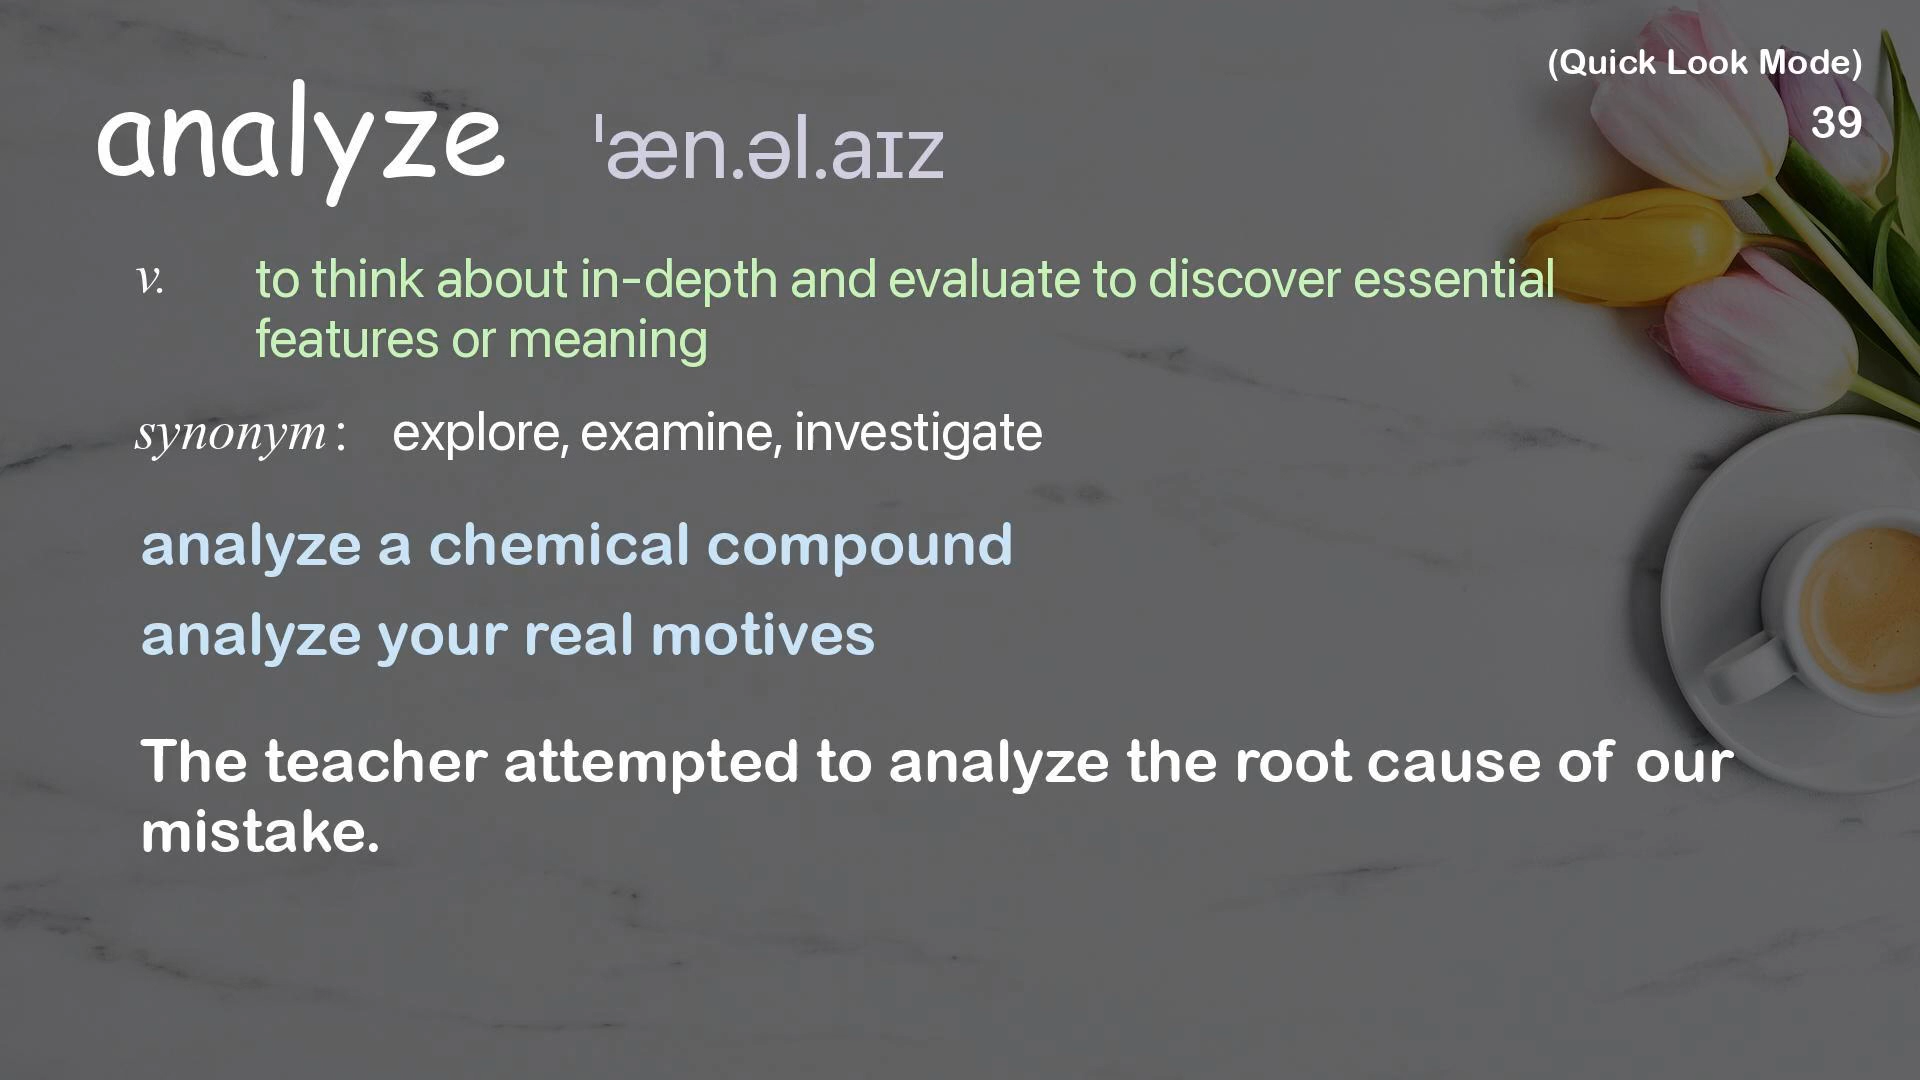 (Quick Look Mode)
39
analyze ˈæn.əl.aɪz
v. to think about in-depth and evaluate to discover essential
features or meaning
synonym: explore, examine, investigate
analyze a chemical compound
analyze your real motives
The teacher attempted to analyze the root cause of our
mistake.